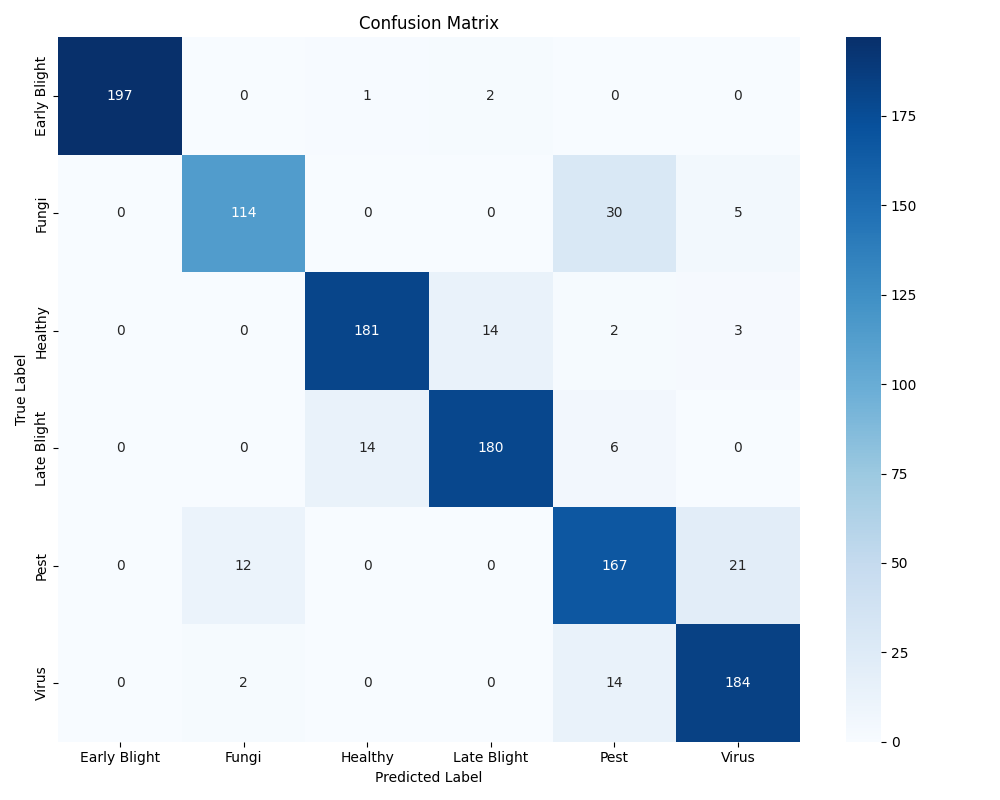 Confusion Matrix
True Label
Early Blight 197 0 1 2 0 0
Fungi 0 114 0 0 30 5
Healthy 0 0 181 14 2 3
Late Blight 0 0 14 180 6 0
Pest 0 12 0 0 167 21
Virus 0 2 0 0 14 184
Early Blight Fungi Healthy Late Blight Pest Virus
Predicted Label
175
150
125
100
75
50
25
0